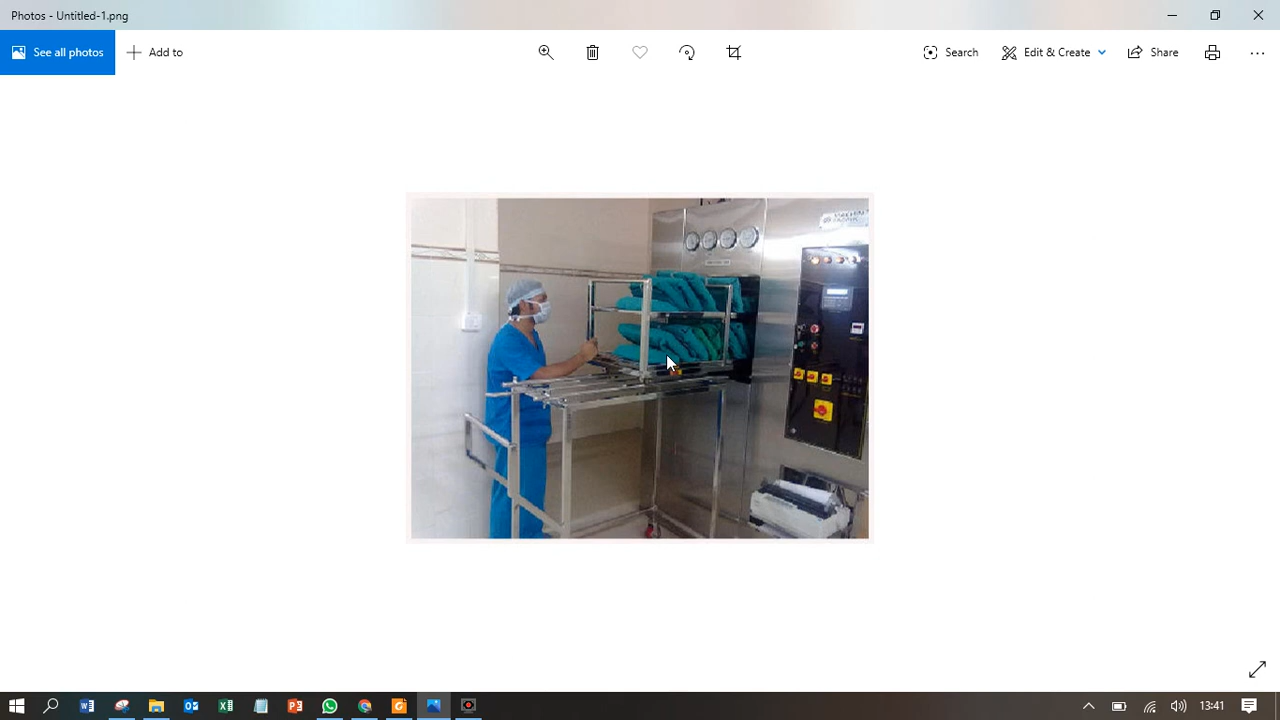 Photos - Untitled-1.png
See all photos
Add to
Search
Edit & Create
Share
13:41